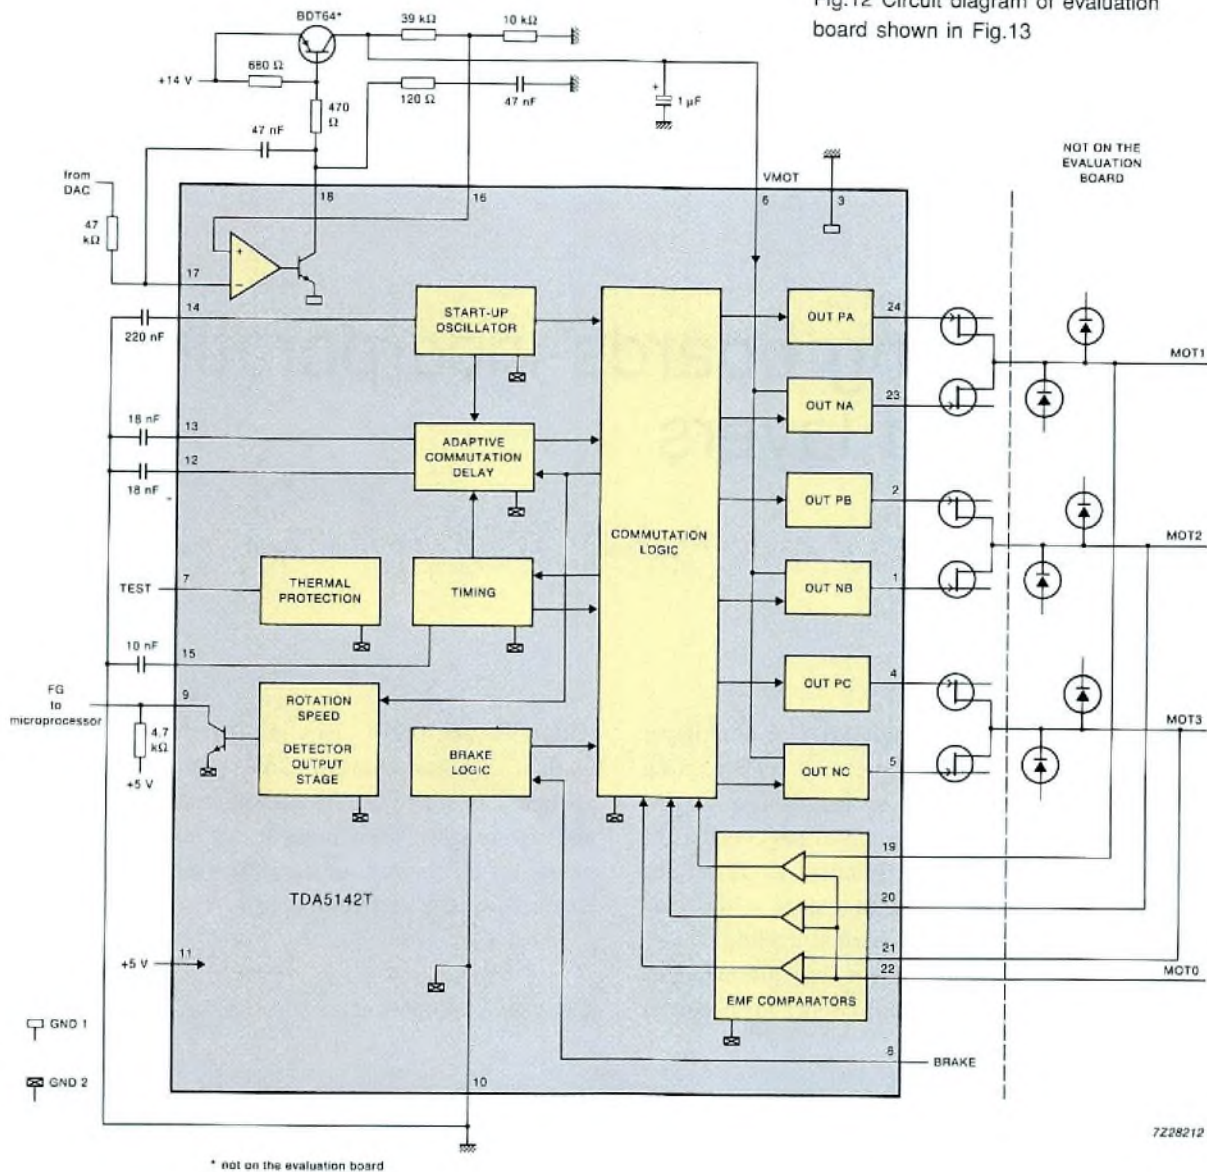 Fig.12 Circuit diagram of evaluation
board shown in Fig.13
BDT64*
39 kΩ
10 kΩ
+14 V
680 Ω
470
Ω
120 Ω
47 nF
+
1 µF
47 nF
NOT ON THE
EVALUATION
BOARD
from
DAC
47
kΩ
18
16
VMOT
6
3
+
−
17
14
220 nF
START-UP
OSCILLATOR
OUT PA
24
MOT1
OUT NA
23
18 nF
13
ADAPTIVE
COMMUTATION
DELAY
12
18 nF
OUT PB
2
COMMUTATION
LOGIC
MOT2
TEST
7
THERMAL
PROTECTION
TIMING
OUT NB
1
10 nF
15
FG
to
microprocessor
9
4.7
kΩ
+5 V
ROTATION
SPEED
DETECTOR
OUTPUT
STAGE
BRAKE
LOGIC
OUT PC
4
MOT3
OUT NC
5
19
20
21
22
MOT0
EMF COMPARATORS
TDA5142T
+5 V
11
GND 1
GND 2
8
BRAKE
10
7Z28212
* not on the evaluation board